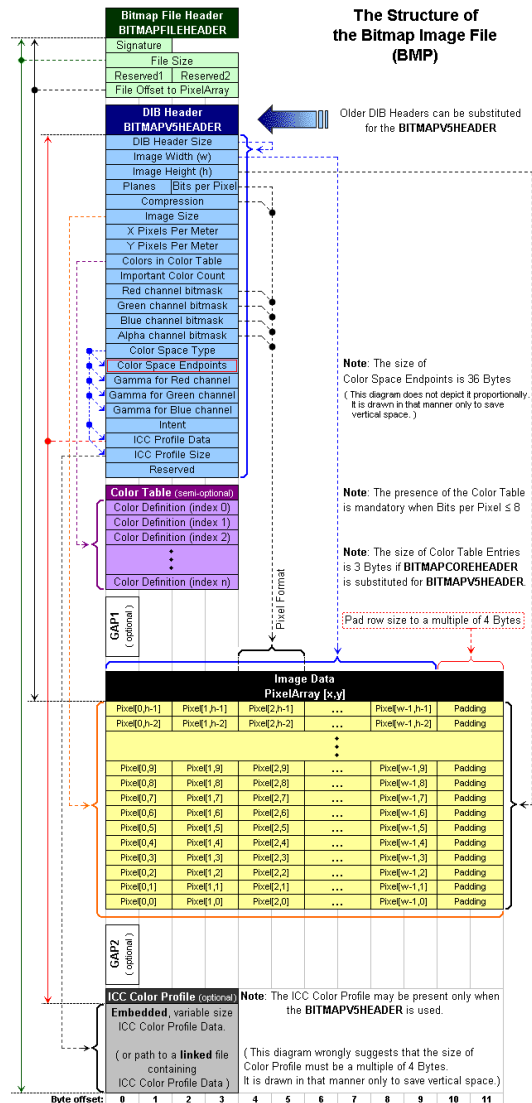 The Structure of
the Bitmap Image File
(BMP)
Bitmap File Header
BITMAPFILEHEADER
Signature
File Size
Reserved1 Reserved2
File Offset to PixelArray
DIB Header
BITMAPV5HEADER
Older DIB Headers can be substituted
for the BITMAPV5HEADER
DIB Header Size
Image Width (w)
Image Height (h)
Planes Bits per Pixel
Compression
Image Size
X Pixels Per Meter
Y Pixels Per Meter
Colors in Color Table
Important Color Count
Red channel bitmask
Green channel bitmask
Blue channel bitmask
Alpha channel bitmask
Color Space Type
Color Space Endpoints
Gamma for Red channel
Gamma for Green channel
Gamma for Blue channel
Intent
ICC Profile Data
ICC Profile Size
Reserved
Note: The size of
Color Space Endpoints is 36 Bytes
( This diagram does not depict it proportionally.
It is drawn in that manner only to save
vertical space. )
Color Table (semi-optional)
Color Definition (index 0)
Color Definition (index 1)
Color Definition (index 2)
Color Definition (index n)
Note: The presence of the Color Table
is mandatory when Bits per Pixel ≤ 8
Note: The size of Color Table Entries
is 3 Bytes if BITMAPCOREHEADER
is substituted for BITMAPV5HEADER.
GAP1
( optional )
Pixel Format
Pad row size to a multiple of 4 Bytes
Image Data
PixelArray [x,y]
Pixel[0,h-1] Pixel[1,h-1] Pixel[2,h-1] ... Pixel[w-1,h-1] Padding
Pixel[0,h-2] Pixel[1,h-2] Pixel[2,h-2] ... Pixel[w-1,h-2] Padding
Pixel[0,9] Pixel[1,9] Pixel[2,9] ... Pixel[w-1,9] Padding
Pixel[0,8] Pixel[1,8] Pixel[2,8] ... Pixel[w-1,8] Padding
Pixel[0,7] Pixel[1,7] Pixel[2,7] ... Pixel[w-1,7] Padding
Pixel[0,6] Pixel[1,6] Pixel[2,6] ... Pixel[w-1,6] Padding
Pixel[0,5] Pixel[1,5] Pixel[2,5] ... Pixel[w-1,5] Padding
Pixel[0,4] Pixel[1,4] Pixel[2,4] ... Pixel[w-1,4] Padding
Pixel[0,3] Pixel[1,3] Pixel[2,3] ... Pixel[w-1,3] Padding
Pixel[0,2] Pixel[1,2] Pixel[2,2] ... Pixel[w-1,2] Padding
Pixel[0,1] Pixel[1,1] Pixel[2,1] ... Pixel[w-1,1] Padding
Pixel[0,0] Pixel[1,0] Pixel[2,0] ... Pixel[w-1,0] Padding
GAP2
(optional)
ICC Color Profile (optional)
Embedded, variable size
ICC Color Profile Data.
( or path to a linked file
containing
ICC Color Profile Data )
Note: The ICC Color Profile may be present only when
the BITMAPV5HEADER is used.
( This diagram wrongly suggests that the size of
Color Profile must be a multiple of 4 Bytes.
It is drawn in that manner only to save vertical space.)
Byte offset: 0 1 2 3 4 5 6 7 8 9 10 11